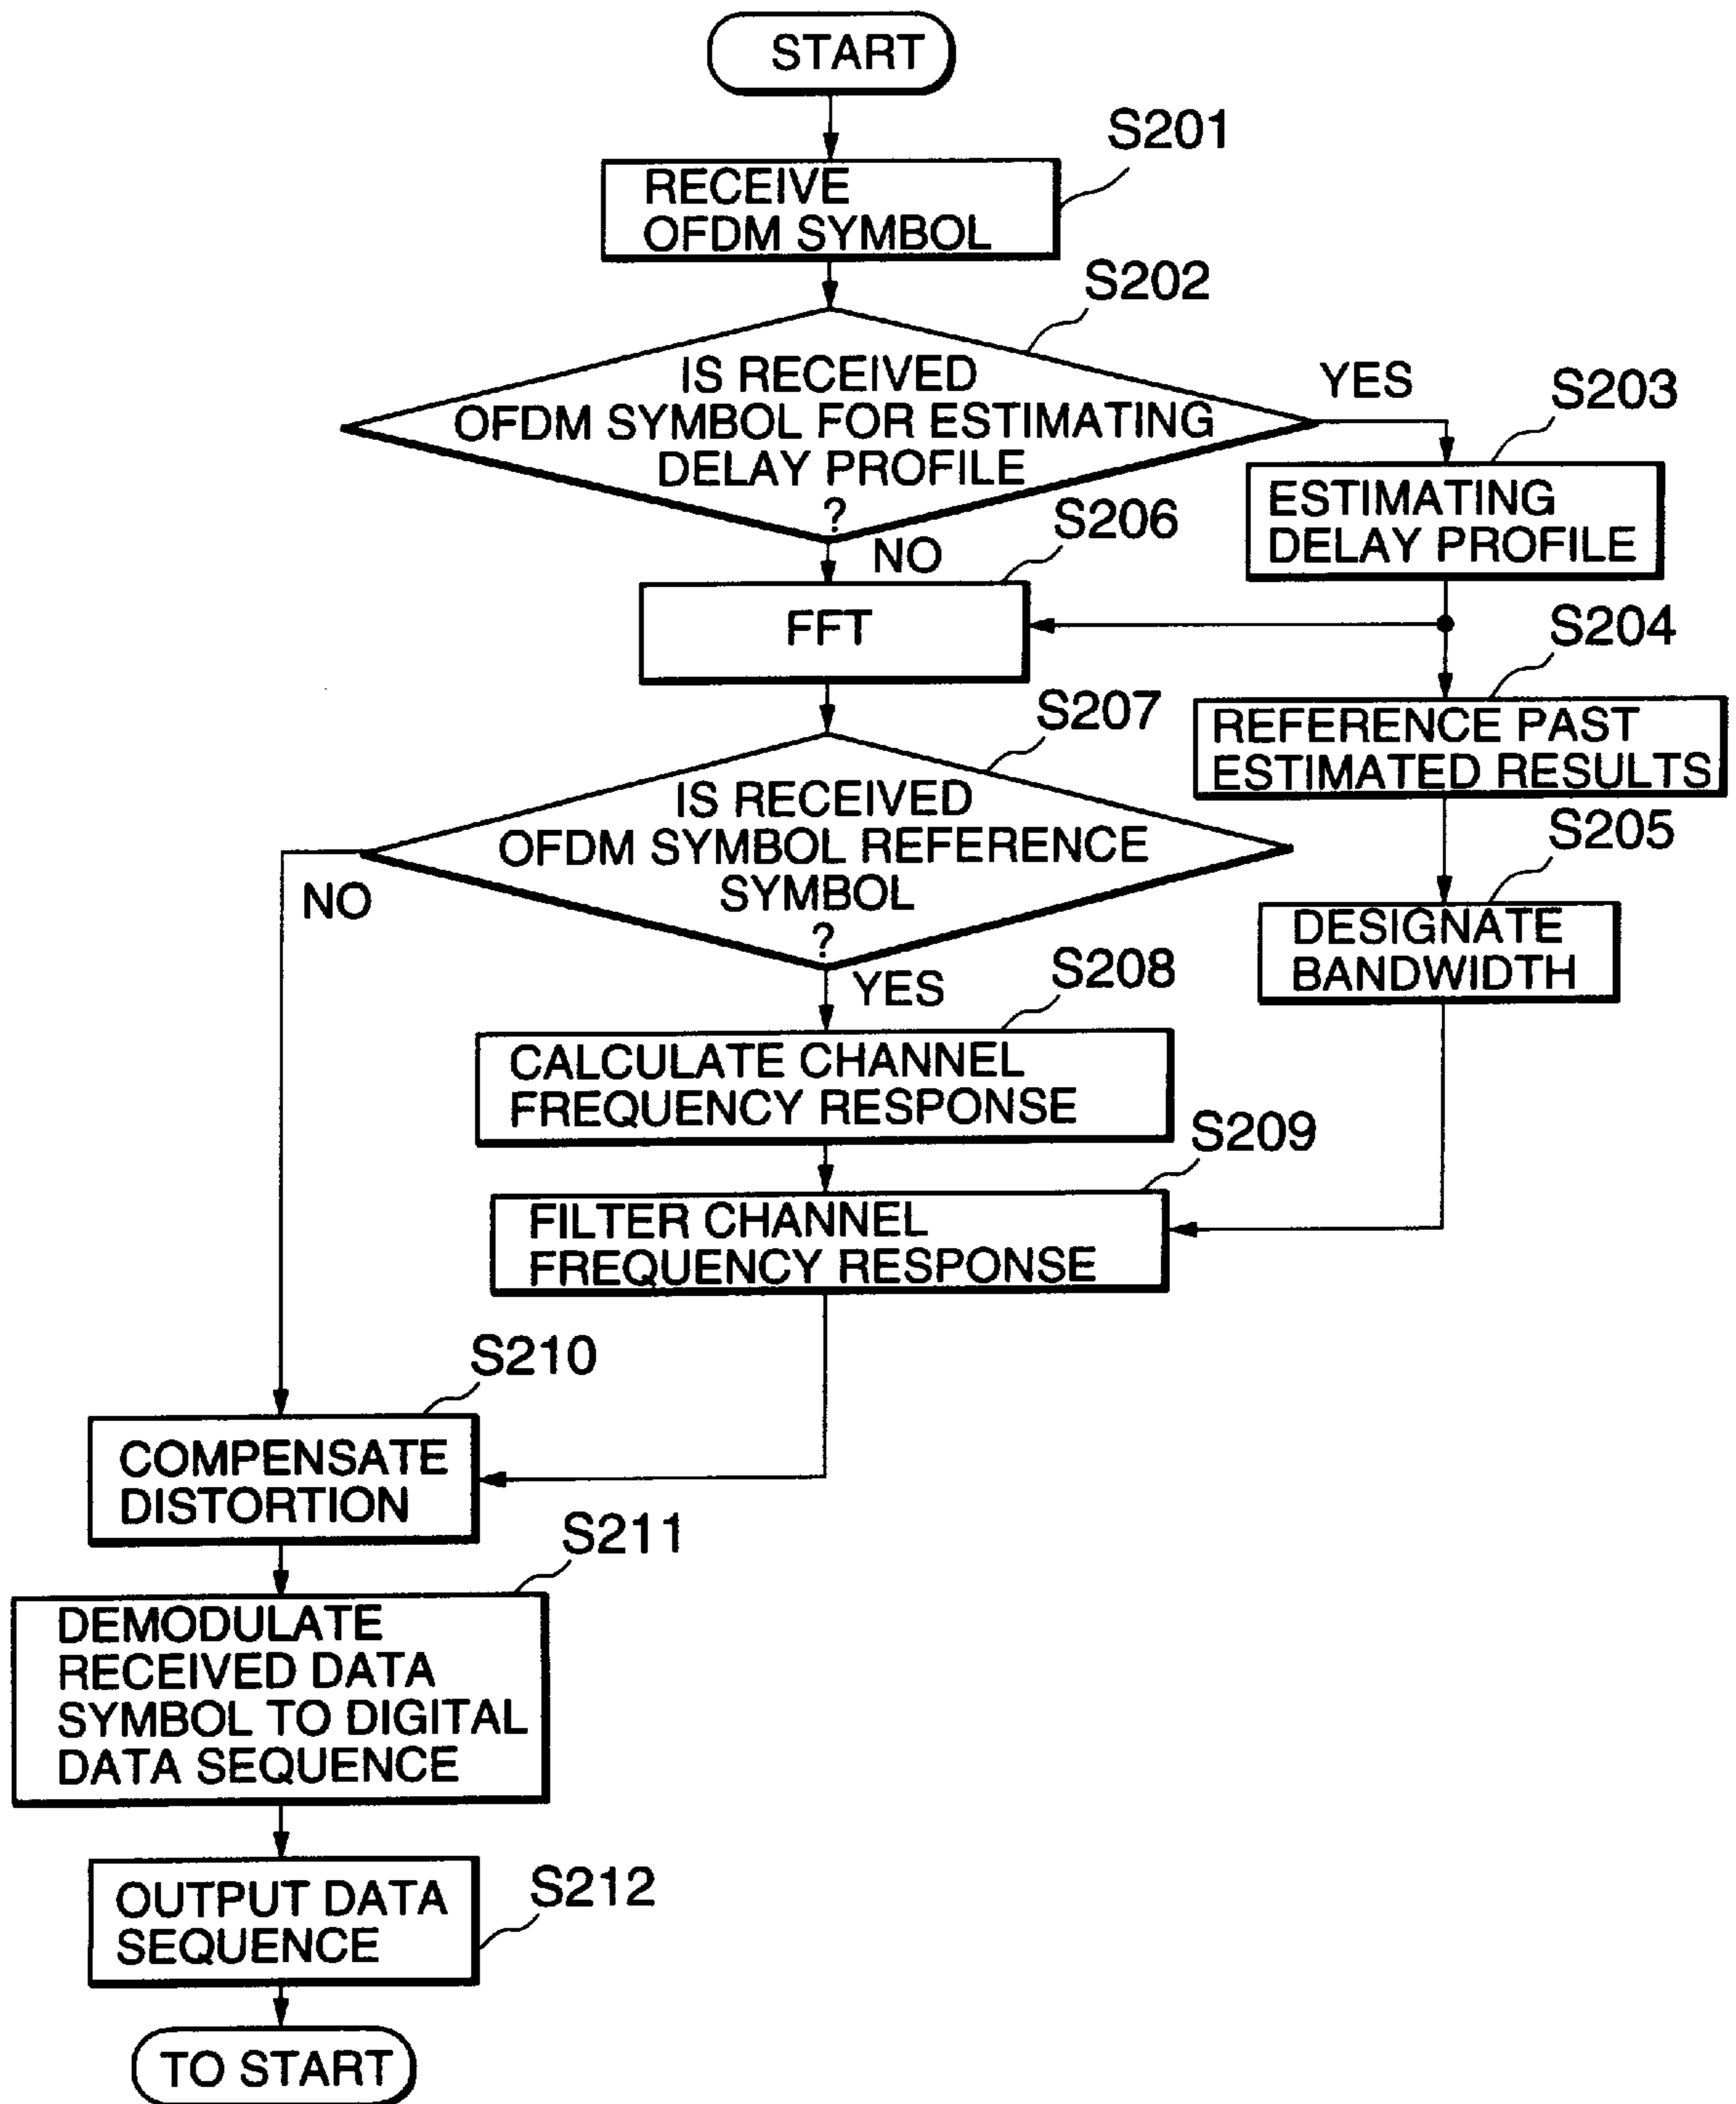 START
S201
RECEIVE
OFDM SYMBOL
S202
IS RECEIVED
OFDM SYMBOL FOR ESTIMATING
DELAY PROFILE
?
YES
S203
ESTIMATING
DELAY PROFILE
NO
S206
FFT
S204
REFERENCE PAST
ESTIMATED RESULTS
S207
IS RECEIVED
OFDM SYMBOL REFERENCE
SYMBOL
?
NO
YES
S205
DESIGNATE
BANDWIDTH
S208
CALCULATE CHANNEL
FREQUENCY RESPONSE
S209
FILTER CHANNEL
FREQUENCY RESPONSE
S210
COMPENSATE
DISTORTION
S211
DEMODULATE
RECEIVED DATA
SYMBOL TO DIGITAL
DATA SEQUENCE
S212
OUTPUT DATA
SEQUENCE
TO START